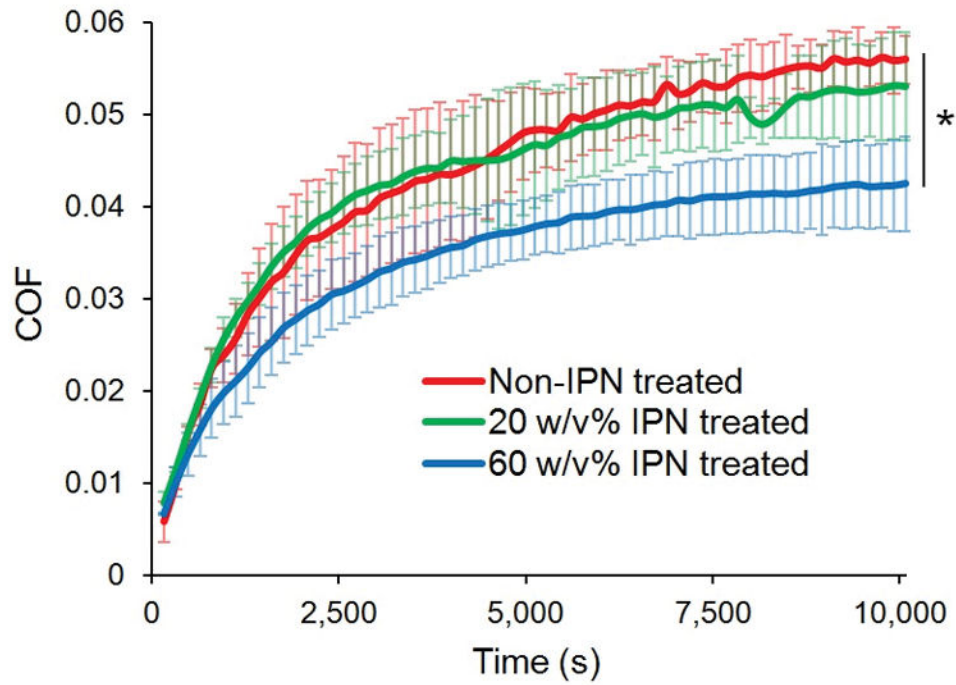 0.06
0.05
0.04
0.03
0.02
0.01
0
COF
*
Non-IPN treated
20 w/v% IPN treated
60 w/v% IPN treated
0 2,500 5,000 7,500 10,000
Time (s)